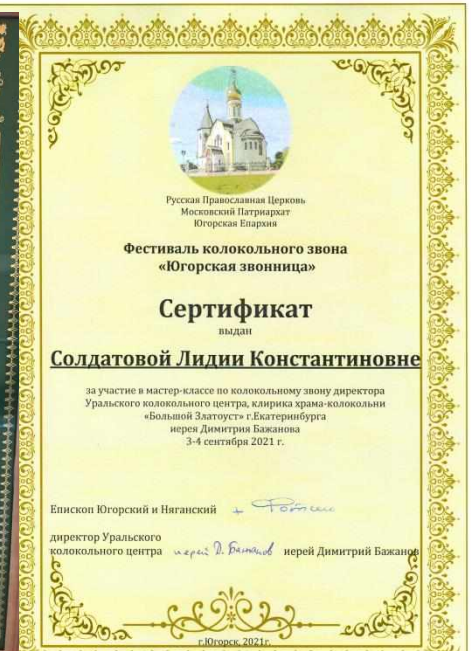 Русская Православная Церковь
Московский Патриархат
Югорская Епархия
Фестиваль колокольного звона
«Югорская звонница»
Сертификат
выдан
Солдатовой Лидии Константиновне
за участие в мастер-классе по колокольному звону директора
Уральского колокольного центра, клирика храма-колокольни
«Большой Златоуст» г.Екатеринбурга
иерея Димитрия Бажанова
3-4 сентября 2021 г.
Епископ Югорский и Няганский
директор Уральского
колокольного центра иерей Д. Бажанов иерей Димитрий Бажанов
г.Югорск, 2021г.